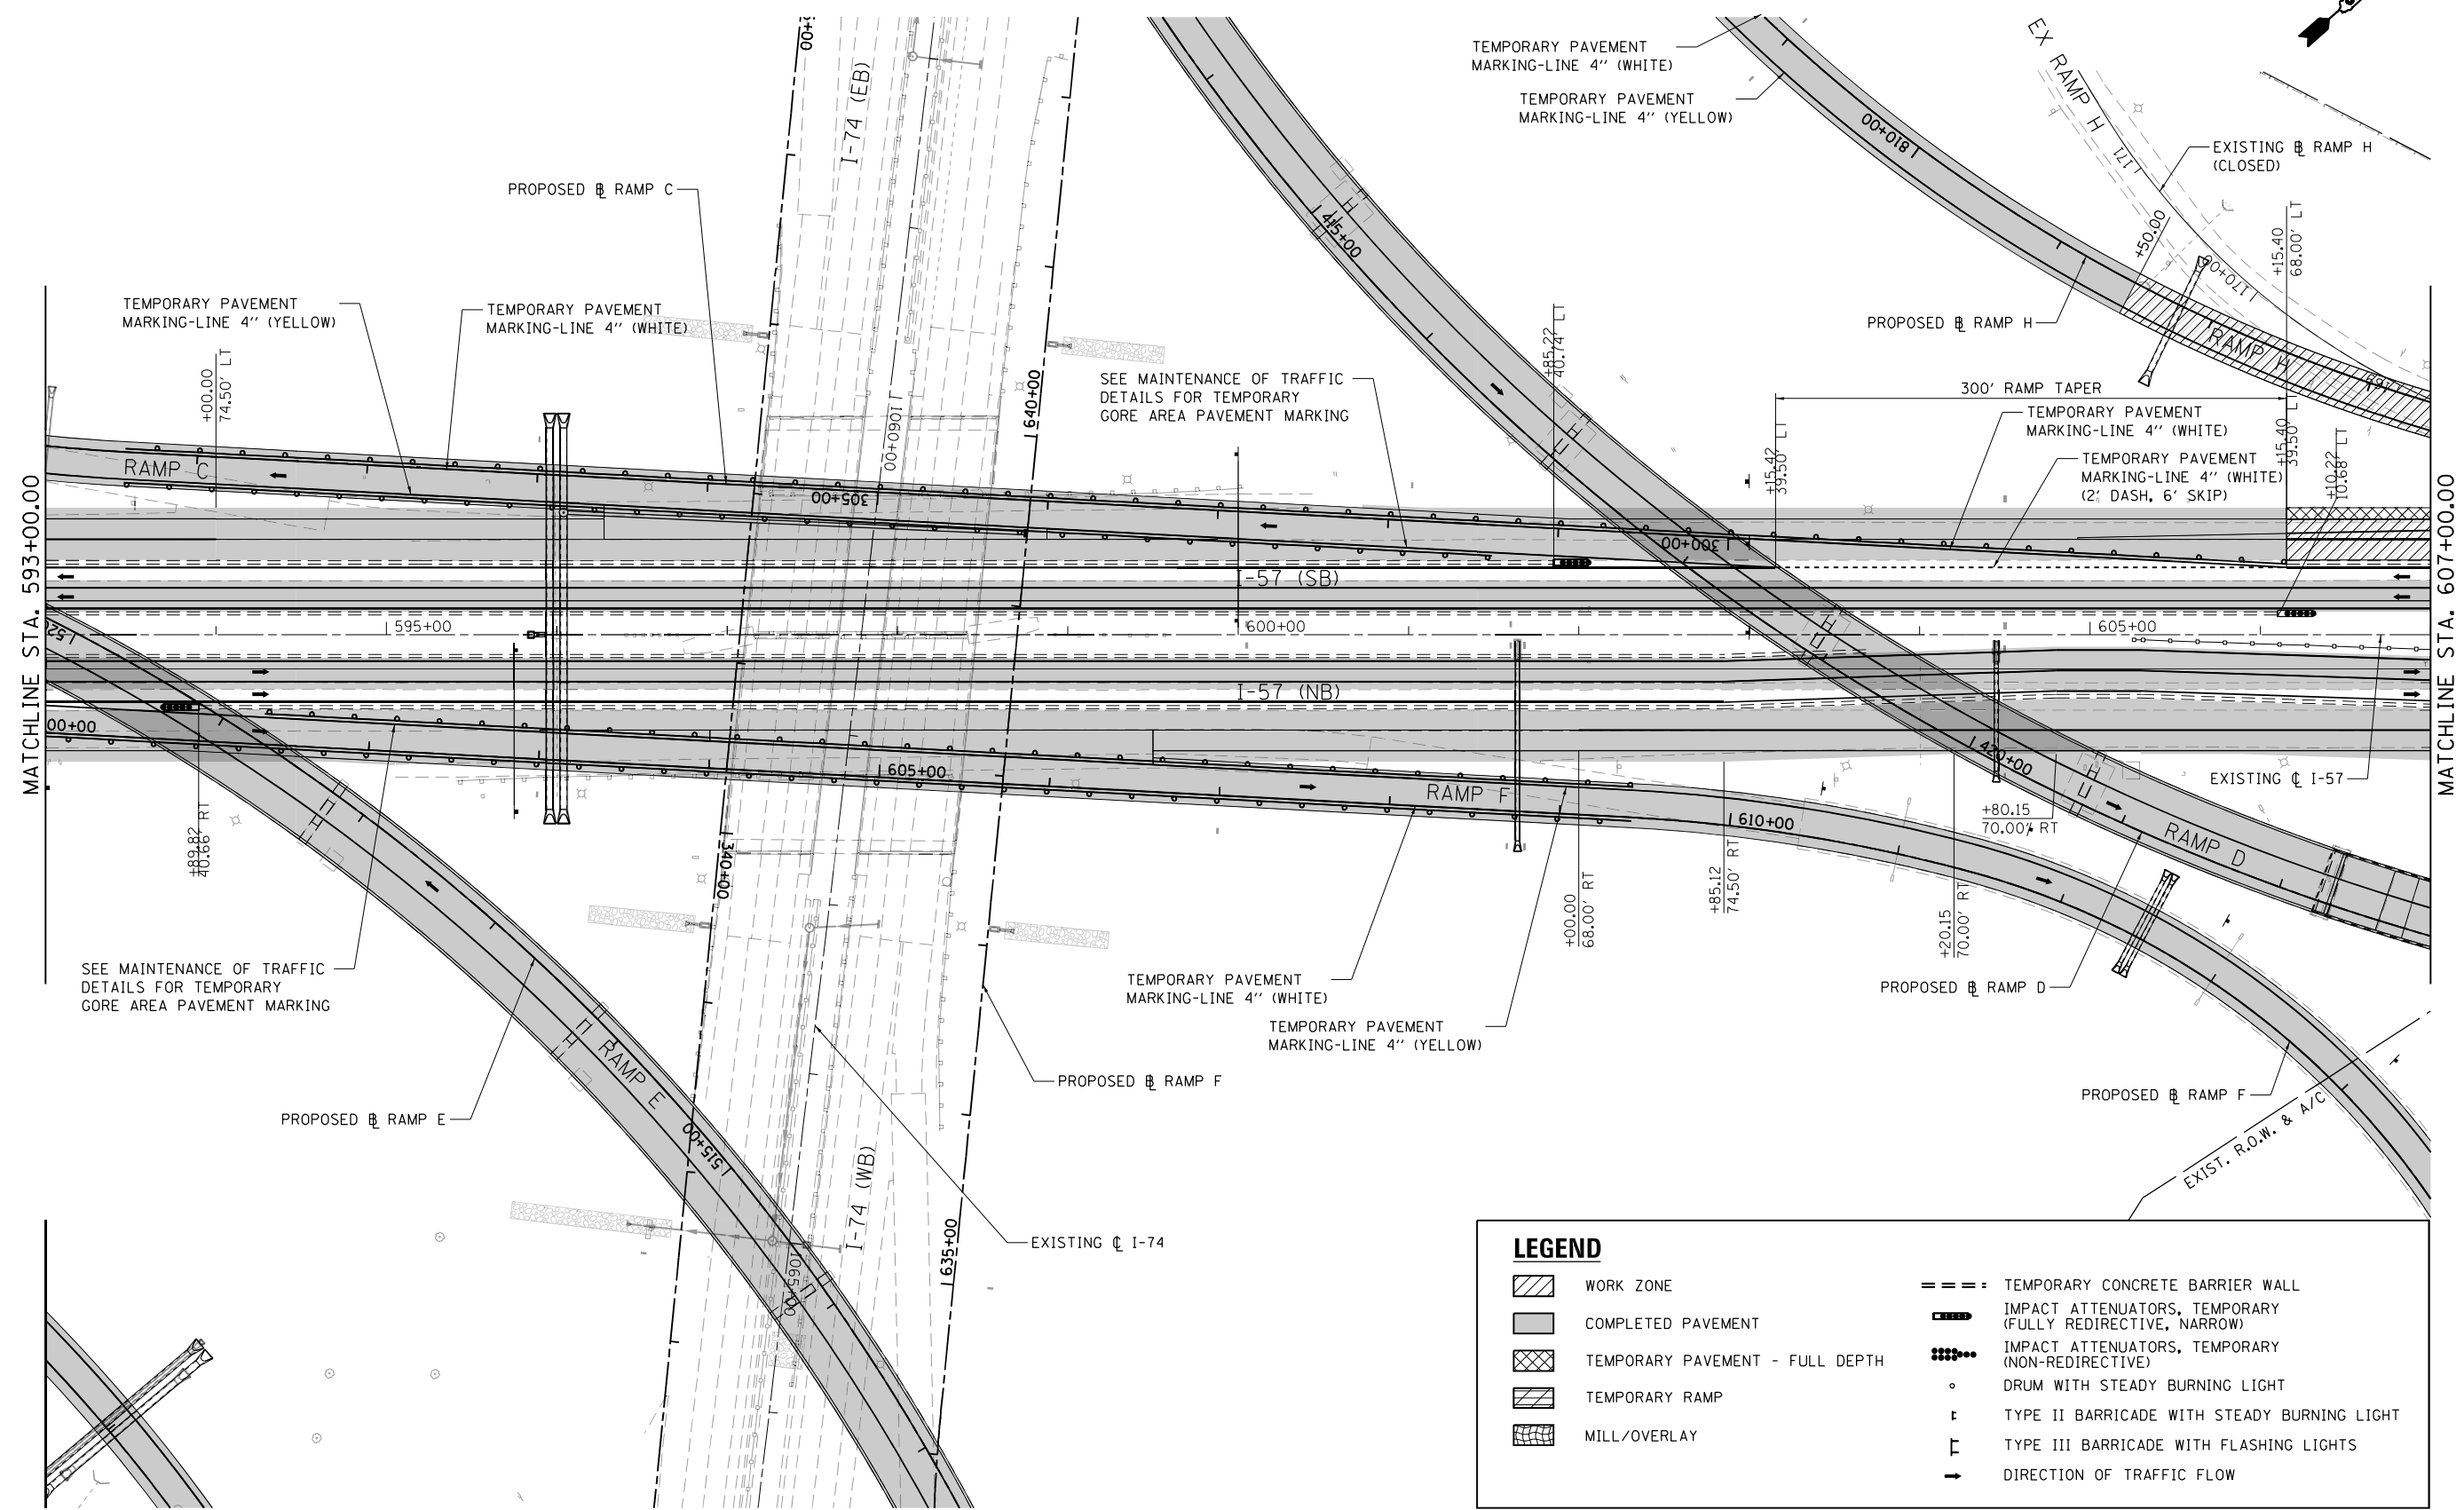 TEMPORARY PAVEMENT
MARKING-LINE 4'' (WHITE)
TEMPORARY PAVEMENT
MARKING-LINE 4'' (YELLOW)
EX RAMP H
EXISTING ℄ RAMP H
(CLOSED)
1171
1170+00
810+00
+50.00
+15.40
68.00' LT
I-74 (EB)
PROPOSED ℄ RAMP C
TEMPORARY PAVEMENT
MARKING-LINE 4'' (YELLOW)
TEMPORARY PAVEMENT
MARKING-LINE 4'' (WHITE)
+00.00
74.50' LT
415+00
+85.22
40.74' LT
PROPOSED ℄ RAMP H
RAMP H
SEE MAINTENANCE OF TRAFFIC
DETAILS FOR TEMPORARY
GORE AREA PAVEMENT MARKING
300' RAMP TAPER
TEMPORARY PAVEMENT
MARKING-LINE 4'' (WHITE)
TEMPORARY PAVEMENT
MARKING-LINE 4'' (WHITE)
(2' DASH, 6' SKIP)
+15.42
39.50' LT
+15.40
39.50' LT
+10.22
10.68' LT
1060+00
640+00
MATCHLINE STA. 593+00.00
MATCHLINE STA. 607+00.00
RAMP C
305+00
300+00
I-57 (SB)
595+00
600+00
605+00
I-57 (NB)
00+00
605+00
RAMP F
610+00
420+00
EXISTING ℄ I-57
+80.15
70.00' RT
RAMP D
+89.82
40.66' RT
340+00
+00.00
68.00' RT
+85.12
74.50' RT
+20.15
70.00' RT
SEE MAINTENANCE OF TRAFFIC
DETAILS FOR TEMPORARY
GORE AREA PAVEMENT MARKING
TEMPORARY PAVEMENT
MARKING-LINE 4'' (WHITE)
TEMPORARY PAVEMENT
MARKING-LINE 4'' (YELLOW)
PROPOSED ℄ RAMP D
RAMP E
PROPOSED ℄ RAMP E
PROPOSED ℄ RAMP F
PROPOSED ℄ RAMP F
515+00
I-74 (WB)
EXISTING ℄ I-74
635+00
1065+00
EXIST. R.O.W. & A/C
LEGEND
WORK ZONE
COMPLETED PAVEMENT
TEMPORARY PAVEMENT - FULL DEPTH
TEMPORARY RAMP
MILL/OVERLAY
TEMPORARY CONCRETE BARRIER WALL
IMPACT ATTENUATORS, TEMPORARY
(FULLY REDIRECTIVE, NARROW)
IMPACT ATTENUATORS, TEMPORARY
(NON-REDIRECTIVE)
DRUM WITH STEADY BURNING LIGHT
TYPE II BARRICADE WITH STEADY BURNING LIGHT
TYPE III BARRICADE WITH FLASHING LIGHTS
DIRECTION OF TRAFFIC FLOW